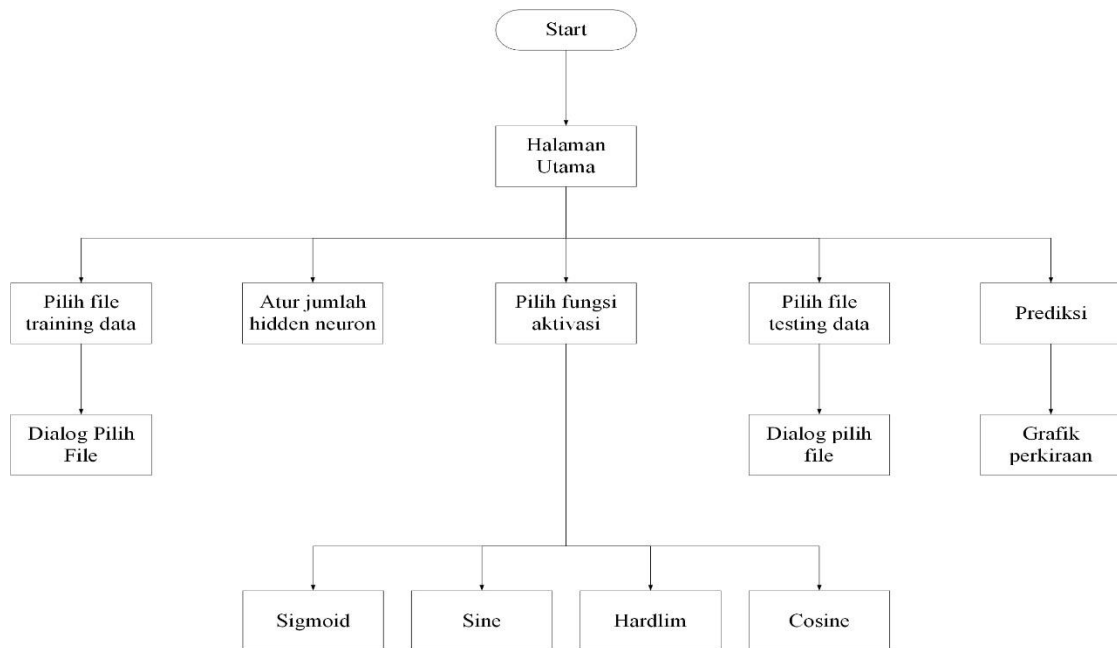 Start
Halaman
Utama
Pilih file
training data
Atur jumlah
hidden neuron
Pilih fungsi
aktivasi
Pilih file
testing data
Prediksi
Dialog Pilih
File
Dialog pilih
file
Grafik
perkiraan
Sigmoid
Sine
Hardlim
Cosine